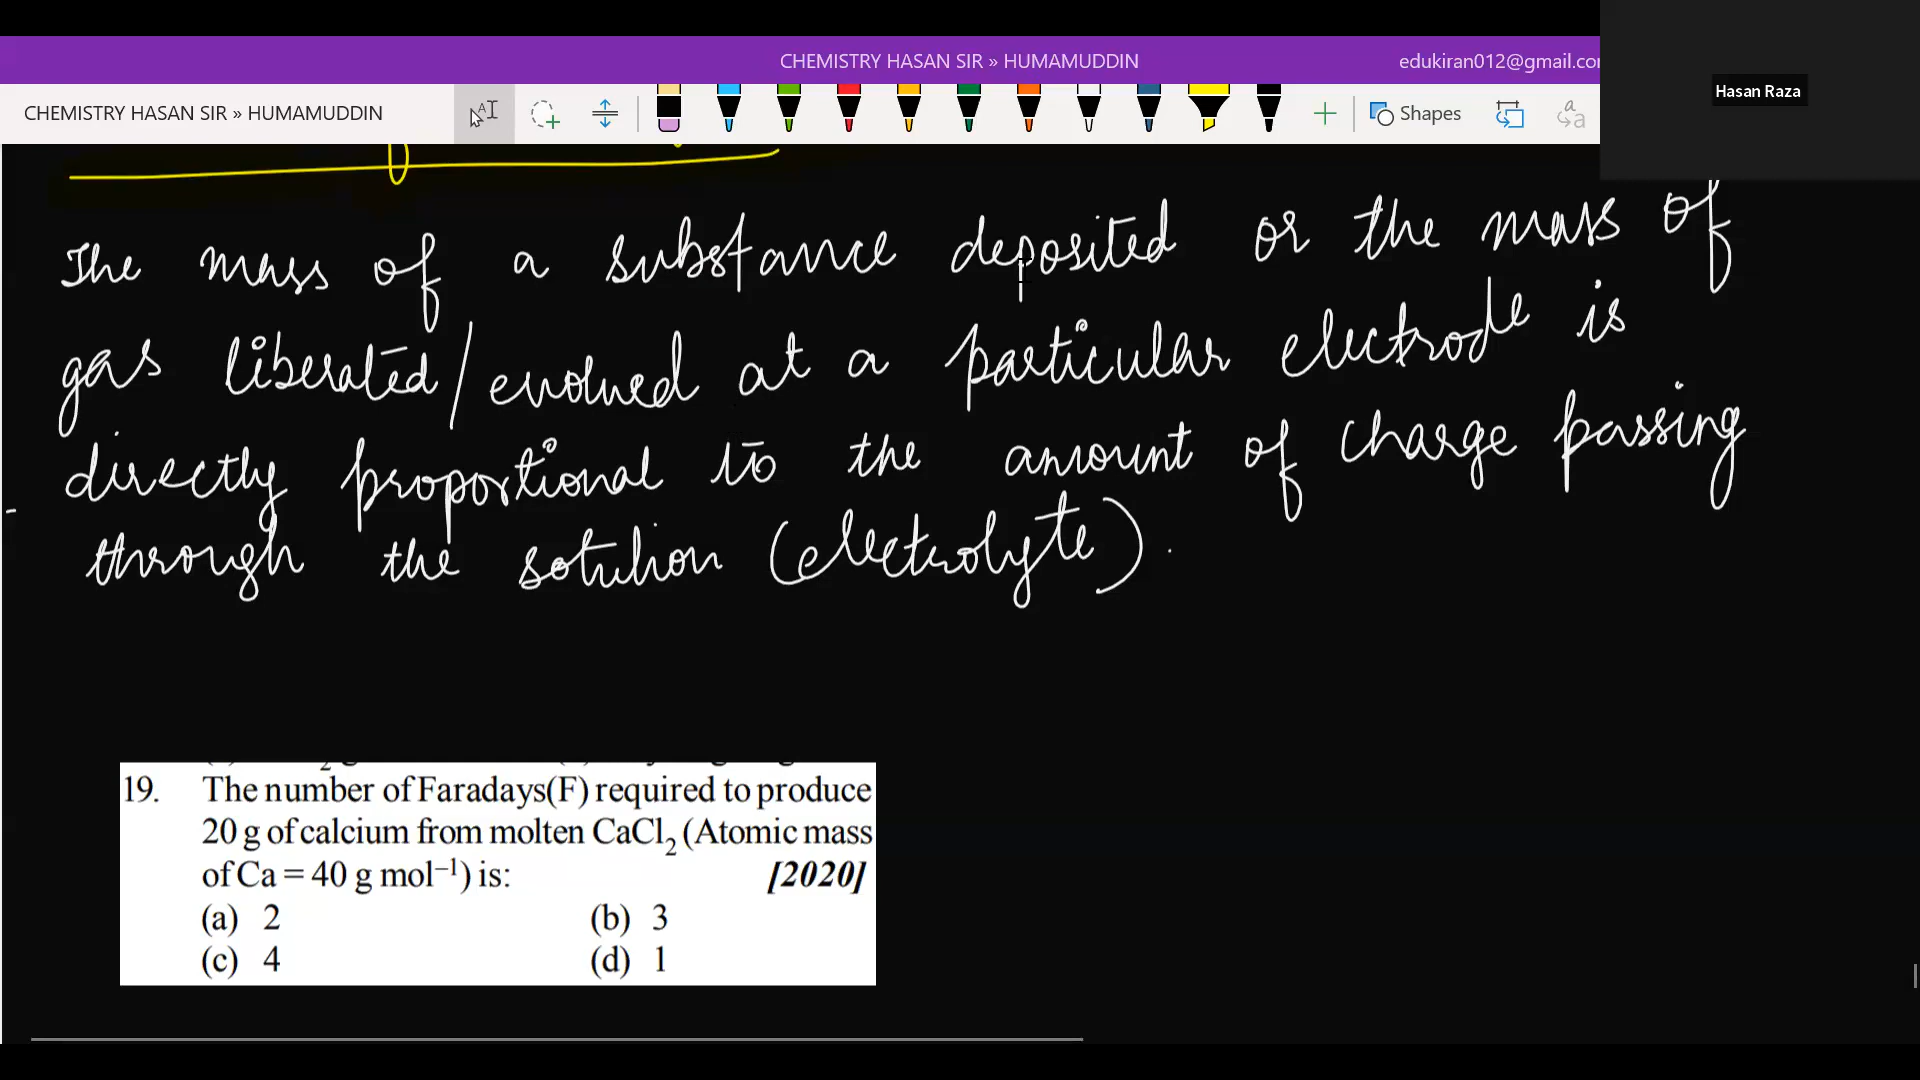 CHEMISTRY HASAN SIR » HUMAMUDDIN
edukiran012@gmail.co
Hasan Raza
CHEMISTRY HASAN SIR » HUMAMUDDIN
Shapes
The mass of a substance deposited or the mass of
gas liberated/evolved at a particular electrode is
directly proportional to the amount of charge passing
through the solution (electrolyte).
19. The number of Faradays(F) required to produce
20 g of calcium from molten CaCl₂ (Atomic mass
of Ca = 40 g mol⁻¹) is: [2020]
(a) 2 (b) 3
(c) 4 (d) 1